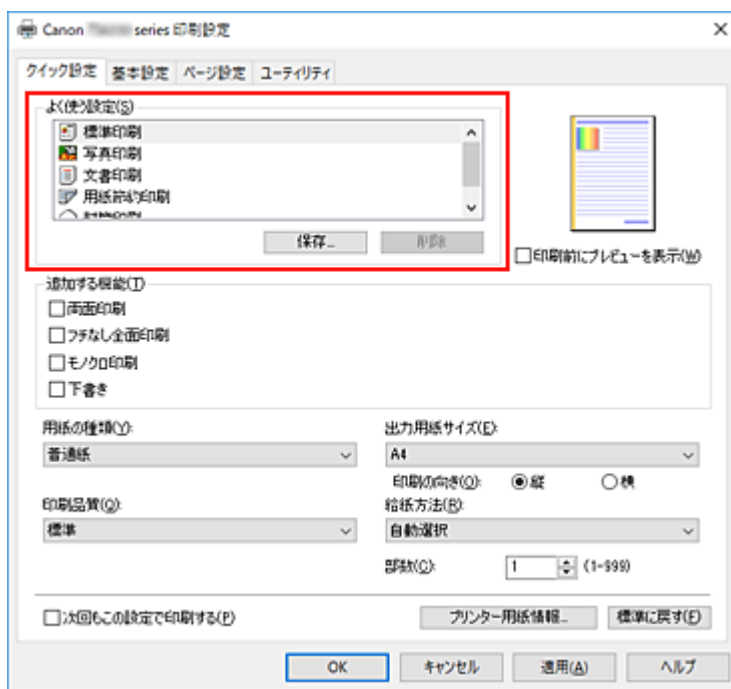 Canon series 印刷設定
クイック設定 基本設定 ページ設定 ユーティリティ
よく使う設定(S)
標準印刷
写真印刷
文書印刷
用紙節約印刷
保存... 削除
印刷前にプレビューを表示(W)
追加する機能(T)
両面印刷
フチなし全面印刷
モノクロ印刷
下書き
用紙の種類(Y): 出力用紙サイズ(E):
普通紙 A4
印刷の向き(O): 縦 横
印刷品質(Q): 給紙方法(R):
標準 自動選択
部数(C): 1 (1-999)
次回もこの設定で印刷する(P) プリンター用紙情報... 標準に戻す(F)
OK キャンセル 適用(A) ヘルプ